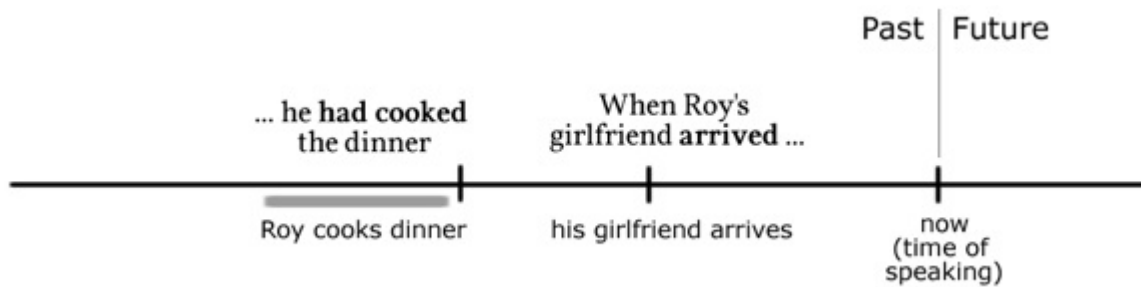 Past
Future
... he had cooked
the dinner
When Roy's
girlfriend arrived ...
Roy cooks dinner
his girlfriend arrives
now
(time of
speaking)